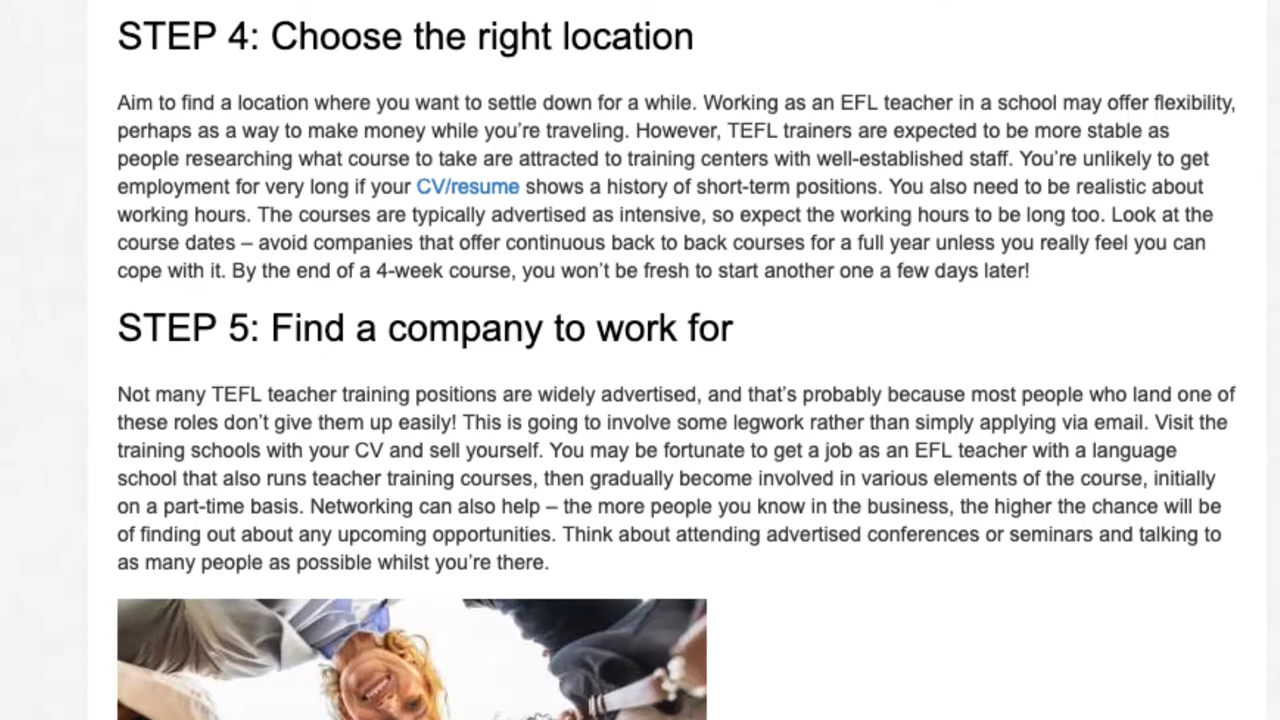 STEP 4: Choose the right location
Aim to find a location where you want to settle down for a while. Working as an EFL teacher in a school may offer flexibility,
perhaps as a way to make money while you’re traveling. However, TEFL trainers are expected to be more stable as
people researching what course to take are attracted to training centers with well-established staff. You’re unlikely to get
employment for very long if your CV/resume shows a history of short-term positions. You also need to be realistic about
working hours. The courses are typically advertised as intensive, so expect the working hours to be long too. Look at the
course dates – avoid companies that offer continuous back to back courses for a full year unless you really feel you can
cope with it. By the end of a 4-week course, you won’t be fresh to start another one a few days later!
STEP 5: Find a company to work for
Not many TEFL teacher training positions are widely advertised, and that’s probably because most people who land one of
these roles don’t give them up easily! This is going to involve some legwork rather than simply applying via email. Visit the
training schools with your CV and sell yourself. You may be fortunate to get a job as an EFL teacher with a language
school that also runs teacher training courses, then gradually become involved in various elements of the course, initially
on a part-time basis. Networking can also help – the more people you know in the business, the higher the chance will be
of finding out about any upcoming opportunities. Think about attending advertised conferences or seminars and talking to
as many people as possible whilst you’re there.